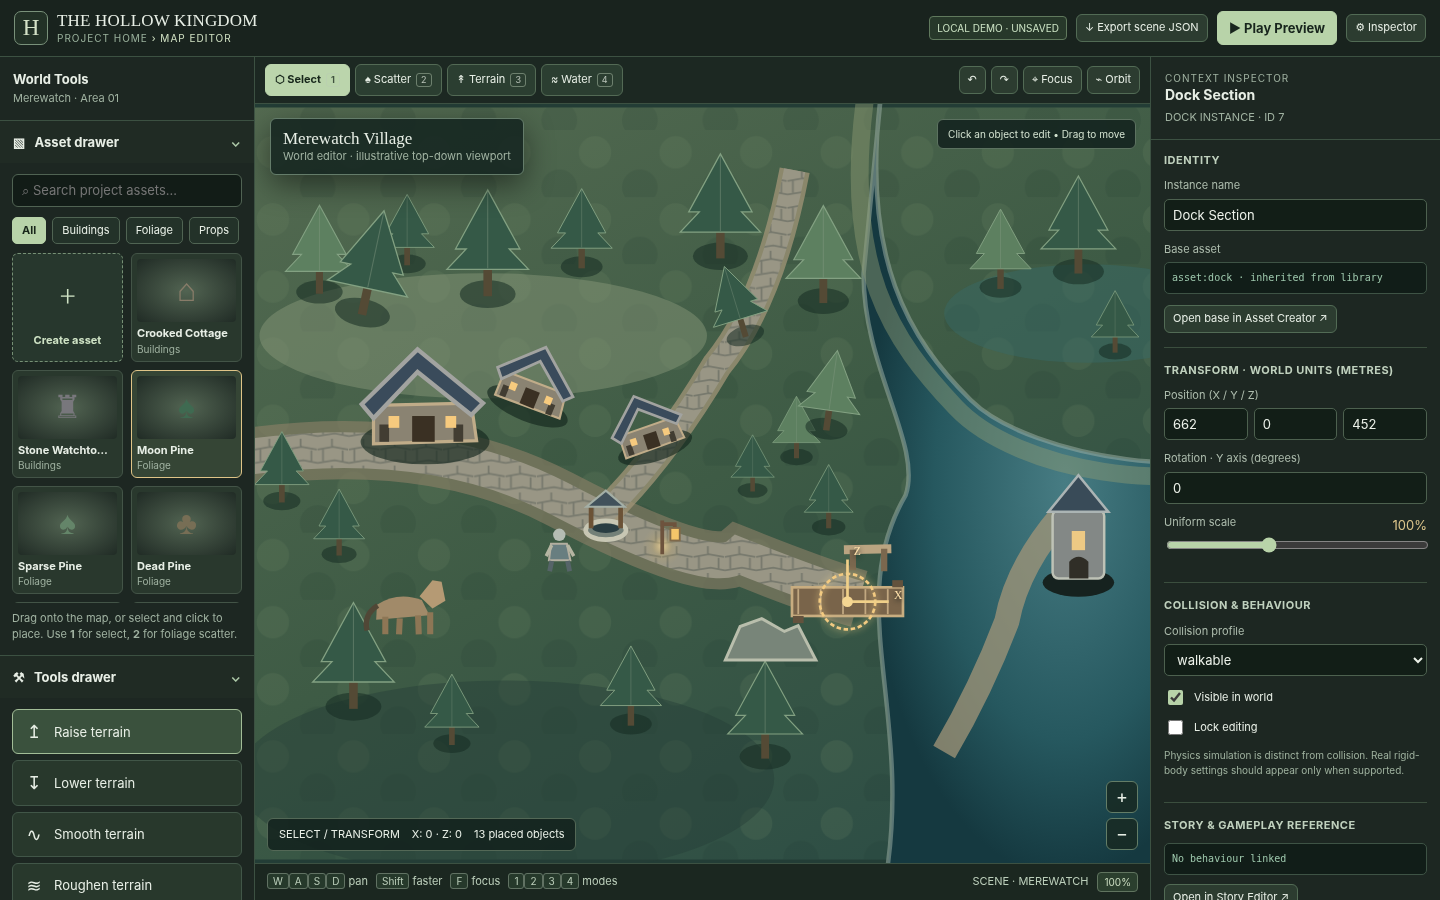 H
THE HOLLOW KINGDOM
PROJECT HOME › MAP EDITOR
LOCAL DEMO · UNSAVED
↓ Export scene JSON
▶ Play Preview
⚙ Inspector
World Tools
Merewatch · Area 01
Asset drawer
Search project assets...
All
Buildings
Foliage
Props
+
Create asset
Crooked Cottage
Buildings
Stone Watchto...
Buildings
Moon Pine
Foliage
Sparse Pine
Foliage
Dead Pine
Foliage
Drag onto the map, or select and click to
place. Use 1 for select, 2 for foliage scatter.
Tools drawer
Raise terrain
Lower terrain
Smooth terrain
Roughen terrain
Select 1
Scatter 2
Terrain 3
Water 4
↶
↷
Focus
Orbit
Merewatch Village
World editor · illustrative top-down viewport
Click an object to edit • Drag to move
Z
X
SELECT / TRANSFORM X: 0 · Z: 0 13 placed objects
+
−
W A S D pan Shift faster F focus 1 2 3 4 modes
SCENE · MEREWATCH 100%
CONTEXT INSPECTOR
Dock Section
DOCK INSTANCE · ID 7
IDENTITY
Instance name
Dock Section
Base asset
asset:dock · inherited from library
Open base in Asset Creator ↗
TRANSFORM · WORLD UNITS (METRES)
Position (X / Y / Z)
662 0 452
Rotation · Y axis (degrees)
0
Uniform scale 100%
COLLISION & BEHAVIOUR
Collision profile
walkable
Visible in world
Lock editing
Physics simulation is distinct from collision. Real rigid-
body settings should appear only when supported.
STORY & GAMEPLAY REFERENCE
No behaviour linked
Open in Story Editor ↗